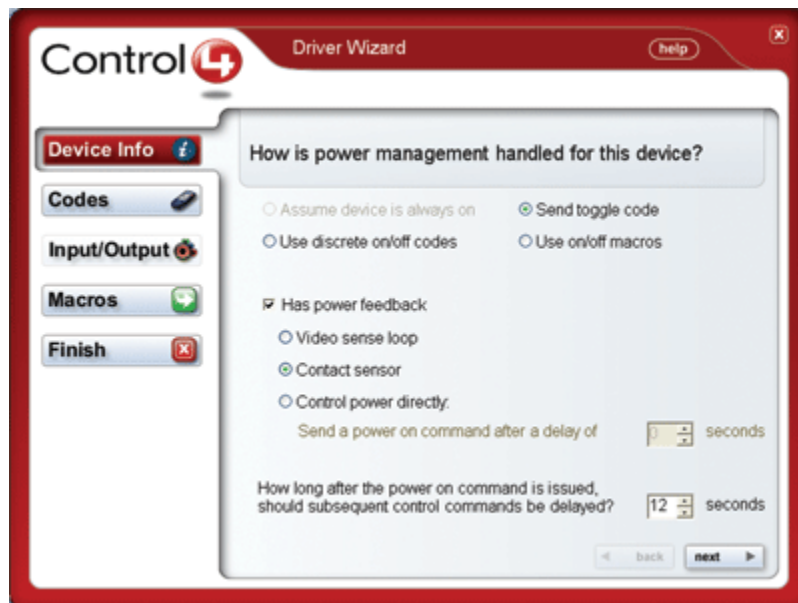 Control4
Driver Wizard
help
Device Info
Codes
Input/Output
Macros
Finish
How is power management handled for this device?
Assume device is always on
Send toggle code
Use discrete on/off codes
Use on/off macros
Has power feedback
Video sense loop
Contact sensor
Control power directly:
Send a power on command after a delay of 0 seconds
How long after the power on command is issued,
should subsequent control commands be delayed? 12 seconds
back
next